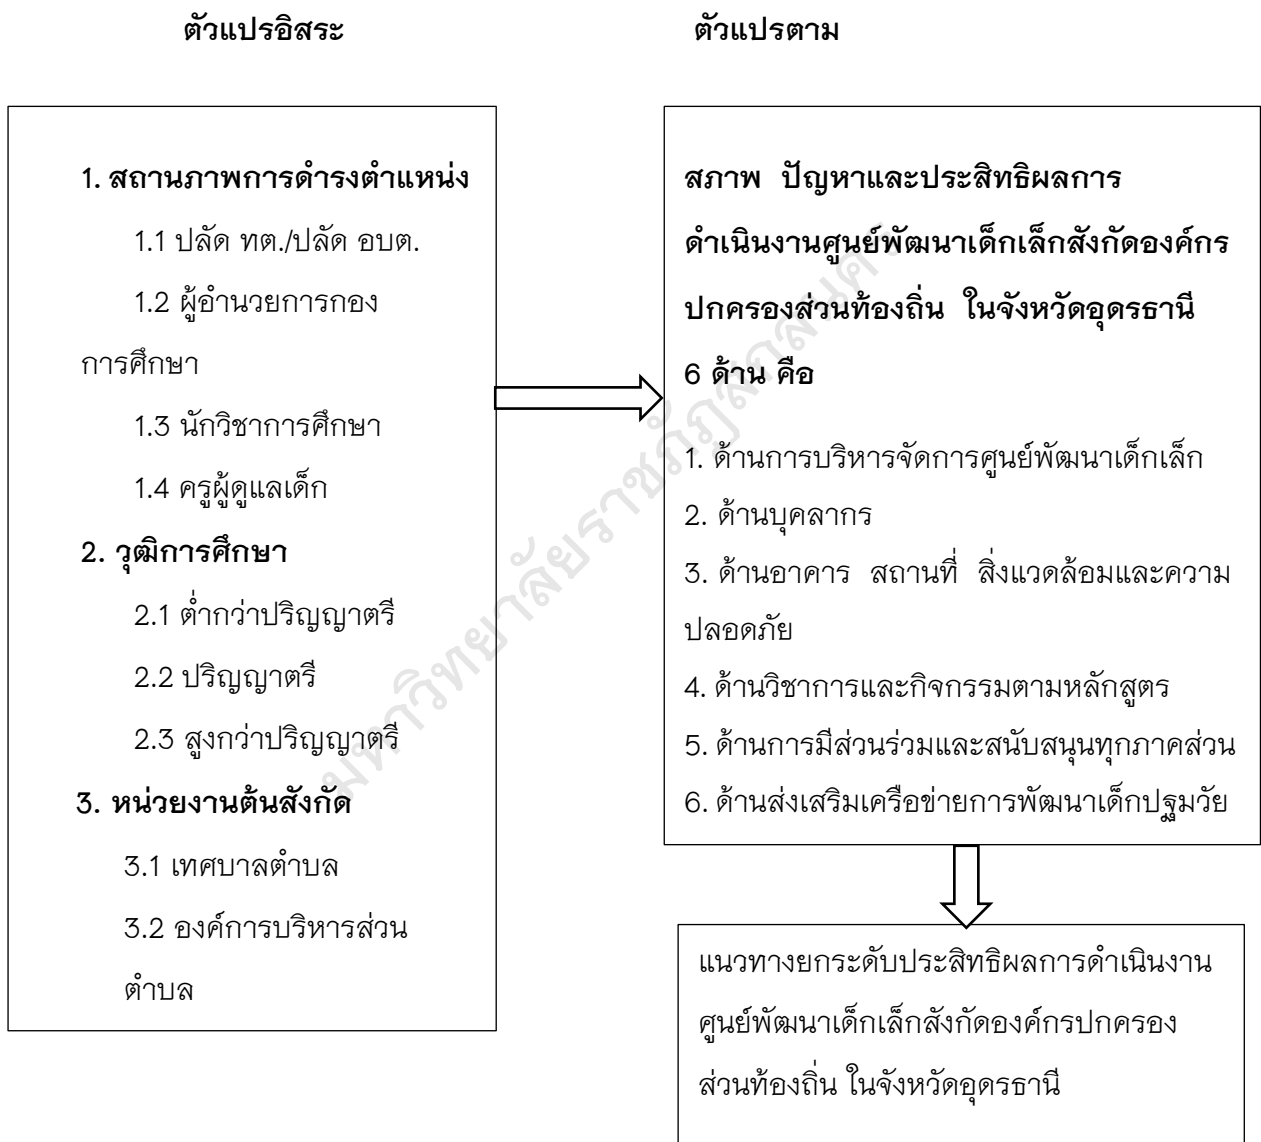 ตัวแปรอิสระ
ตัวแปรตาม
1. สถานภาพการดำรงตำแหน่ง
1.1 ปลัด ทต./ปลัด อบต.
1.2 ผู้อำนวยการกอง
การศึกษา
1.3 นักวิชาการศึกษา
1.4 ครูผู้ดูแลเด็ก
2. วุฒิการศึกษา
2.1 ต่ำกว่าปริญญาตรี
2.2 ปริญญาตรี
2.3 สูงกว่าปริญญาตรี
3. หน่วยงานต้นสังกัด
3.1 เทศบาลตำบล
3.2 องค์การบริหารส่วน
ตำบล
สภาพ ปัญหาและประสิทธิผลการ
ดำเนินงานศูนย์พัฒนาเด็กเล็กสังกัดองค์กร
ปกครองส่วนท้องถิ่น ในจังหวัดอุดรธานี
6 ด้าน คือ
1. ด้านการบริหารจัดการศูนย์พัฒนาเด็กเล็ก
2. ด้านบุคลากร
3. ด้านอาคาร สถานที่ สิ่งแวดล้อมและความ
ปลอดภัย
4. ด้านวิชาการและกิจกรรมตามหลักสูตร
5. ด้านการมีส่วนร่วมและสนับสนุนทุกภาคส่วน
6. ด้านส่งเสริมเครือข่ายการพัฒนาเด็กปฐมวัย
แนวทางยกระดับประสิทธิผลการดำเนินงาน
ศูนย์พัฒนาเด็กเล็กสังกัดองค์กรปกครอง
ส่วนท้องถิ่น ในจังหวัดอุดรธานี
มหาวิทยาลัยราชภัฏสกลนคร